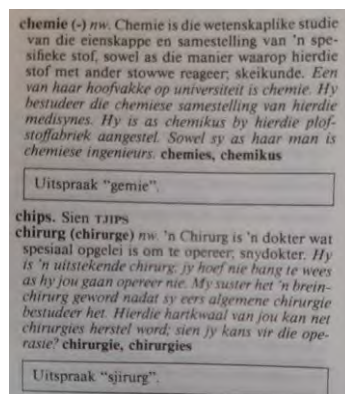 chemie (-) nw. Chemie is die wetenskaplike studie
van die eienskappe en samestelling van 'n spe-
sifieke stof, sowel as die manier waarop hierdie
stof met ander stowwe reageer; skeikunde. Een
van haar hoofvakke op universiteit is chemie. Hy
bestudeer die chemiese samestelling van hierdie
medisynes. Hy is as chemikus by hierdie plof-
stoffabriek aangestel. Sowel sy as haar man is
chemiese ingenieurs. chemies, chemikus
Uitspraak "gemie".
chips. Sien TJIPS
chirurg (chirurge) nw. 'n Chirurg is 'n dokter wat
spesiaal opgelei is om te opereer; snydokter. Hy
is 'n uitstekende chirurg, jy hoef nie bang te wees
as hy jou gaan opereer nie. My suster het 'n brein-
chirurg geword nadat sy eers algemene chirurgie
bestudeer het. Hierdie hartkwaal van jou kan net
chirurgies herstel word; sien jy kans vir die ope-
rasie? chirurgie, chirurgies
Uitspraak "sjirurg".